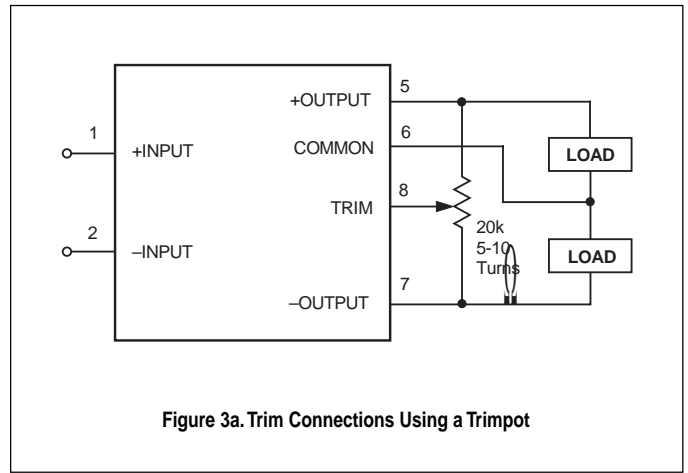 5
+OUTPUT
6
1
COMMON
+INPUT
LOAD
8
TRIM
20k
2
5-10
LOAD
–INPUT
Turns
7
–OUTPUT
Figure 3a. Trim Connections Using a Trimpot